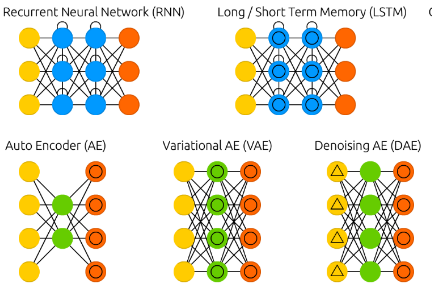 Recurrent Neural Network (RNN)
Long / Short Term Memory (LSTM)
Auto Encoder (AE)
Variational AE (VAE)
Denoising AE (DAE)